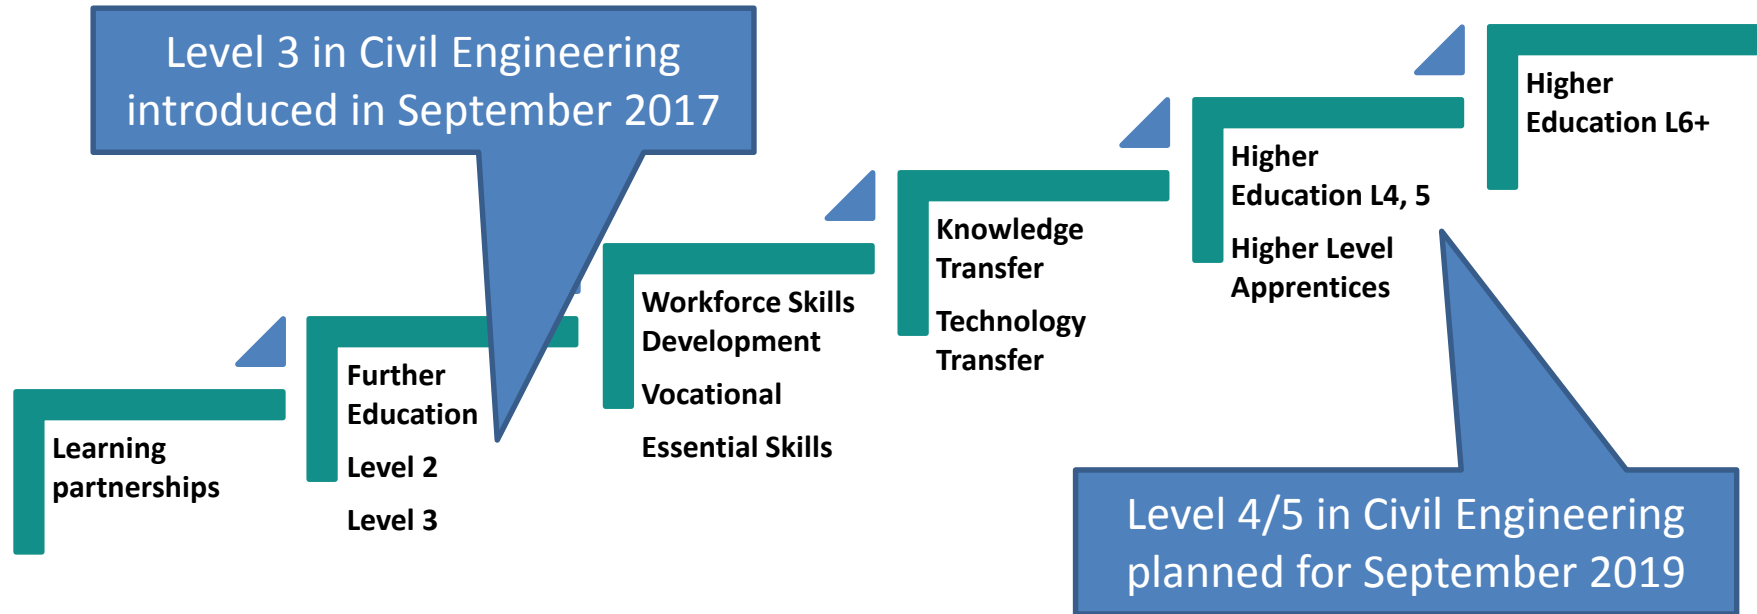 Level 3 in Civil Engineering
introduced in September 2017
Learning
partnerships
Further
Education
Level 2
Level 3
Workforce Skills
Development
Vocational
Essential Skills
Knowledge
Transfer
Technology
Transfer
Higher
Education L4, 5
Higher Level
Apprentices
Higher
Education L6+
Level 4/5 in Civil Engineering
planned for September 2019